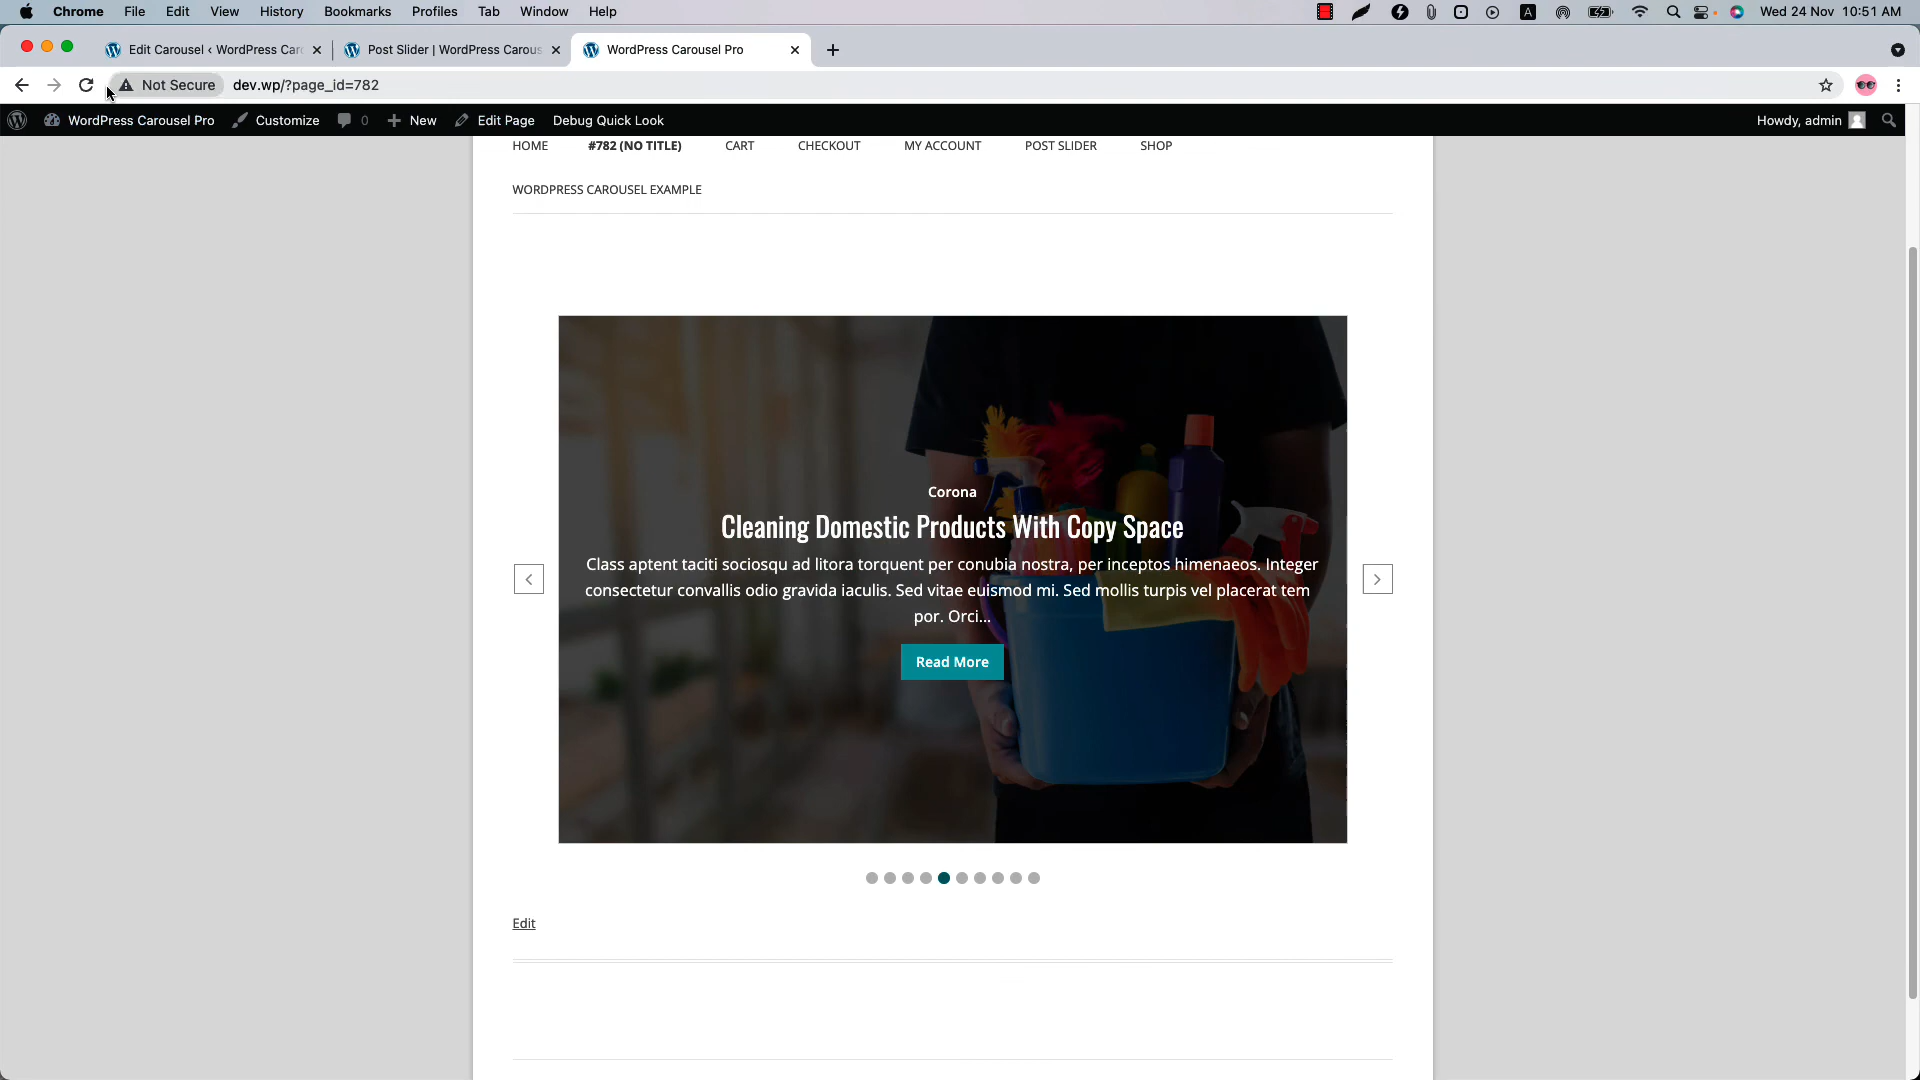 Chrome File Edit View History Bookmarks Profiles Tab Window Help A Wed 24 Nov 10:51 AM
Edit Carousel ‹ WordPress Car Post Slider | WordPress Carous WordPress Carousel Pro
Not Secure dev.wp/?page_id=782
WordPress Carousel Pro Customize 0 New Edit Page Debug Quick Look Howdy, admin
HOME #782 (NO TITLE) CART CHECKOUT MY ACCOUNT POST SLIDER SHOP
WORDPRESS CAROUSEL EXAMPLE
Corona
Cleaning Domestic Products With Copy Space
Class aptent taciti sociosqu ad litora torquent per conubia nostra, per inceptos himenaeos. Integer
consectetur convallis odio gravida iaculis. Sed vitae euismod mi. Sed mollis turpis vel placerat tem
por. Orci...
Read More
Edit